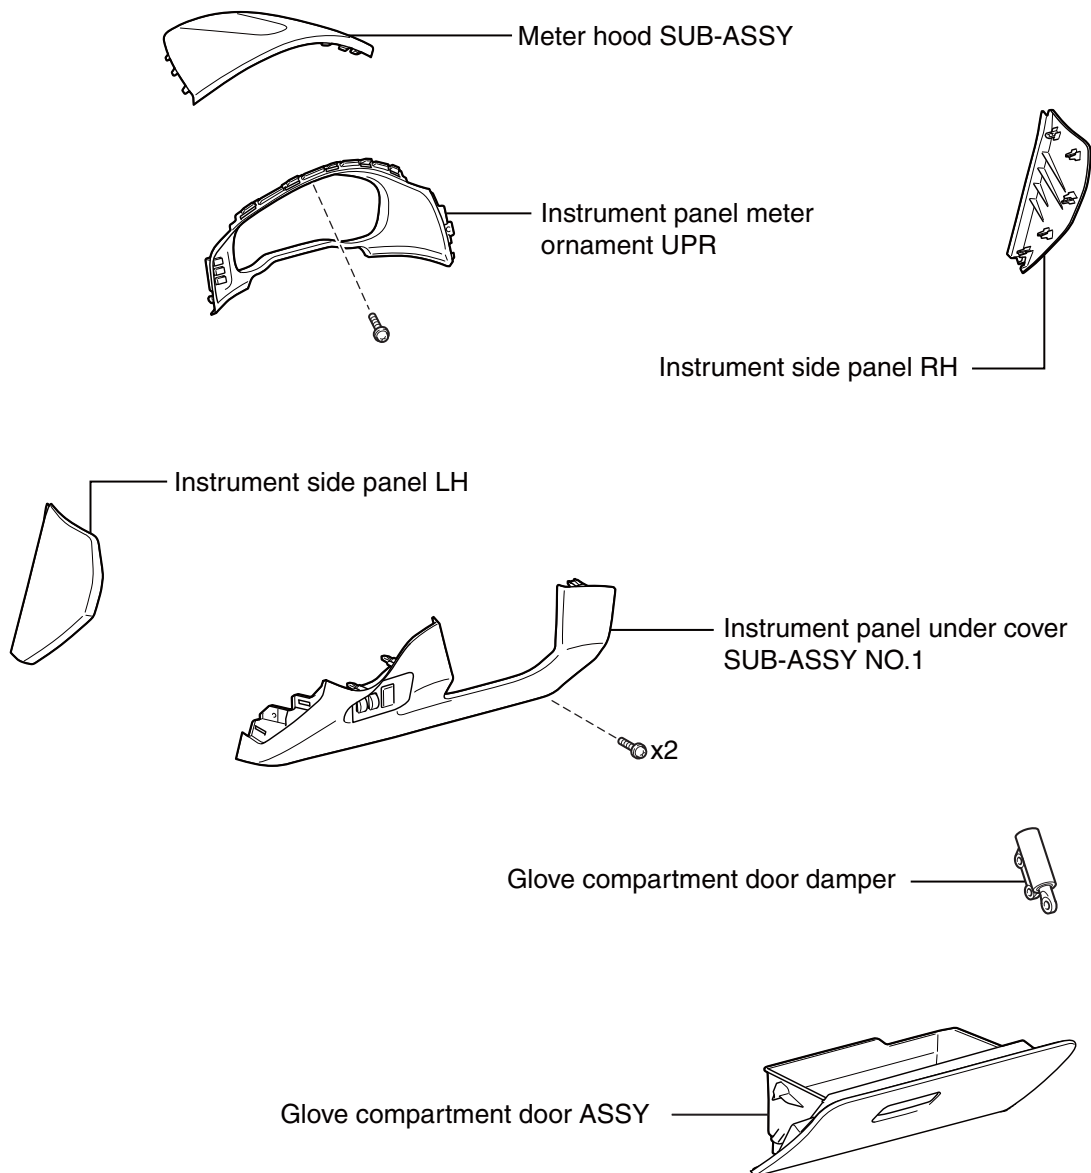 Meter hood SUB-ASSY
Instrument panel meter
ornament UPR
Instrument side panel RH
Instrument side panel LH
Instrument panel under cover
SUB-ASSY NO.1
x2
Glove compartment door damper
Glove compartment door ASSY